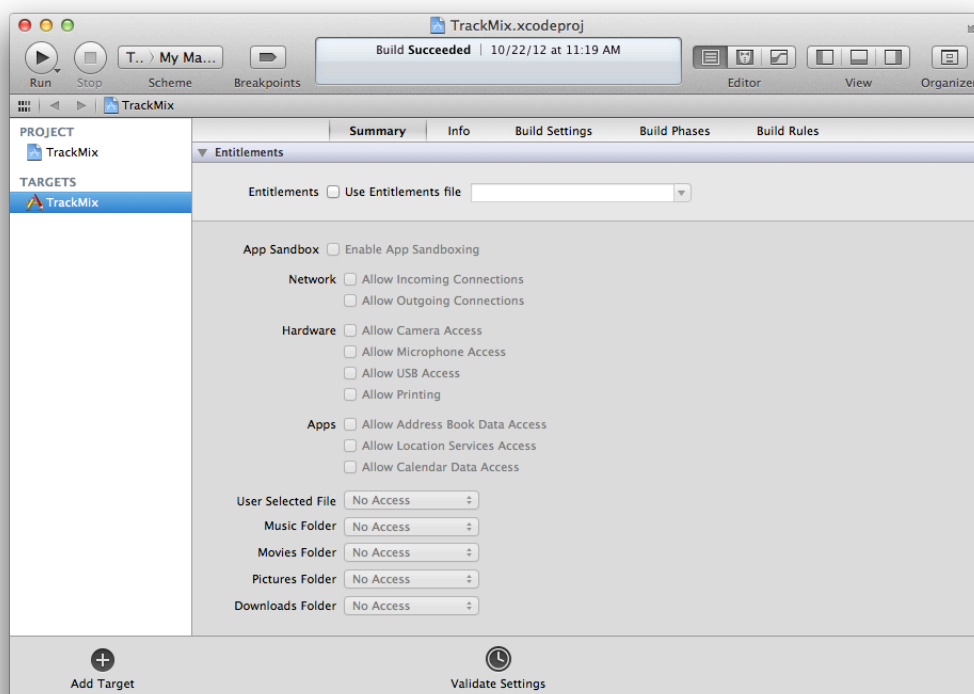 TrackMix.xcodeproj
T.. 〉 My Ma...
Build Succeeded | 10/22/12 at 11:19 AM
Run Stop Scheme Breakpoints Editor View Organizer
TrackMix
PROJECT
TrackMix
TARGETS
TrackMix
Summary Info Build Settings Build Phases Build Rules
Entitlements
Entitlements Use Entitlements file
App Sandbox Enable App Sandboxing
Network Allow Incoming Connections
Allow Outgoing Connections
Hardware Allow Camera Access
Allow Microphone Access
Allow USB Access
Allow Printing
Apps Allow Address Book Data Access
Allow Location Services Access
Allow Calendar Data Access
User Selected File No Access
Music Folder No Access
Movies Folder No Access
Pictures Folder No Access
Downloads Folder No Access
Add Target Validate Settings